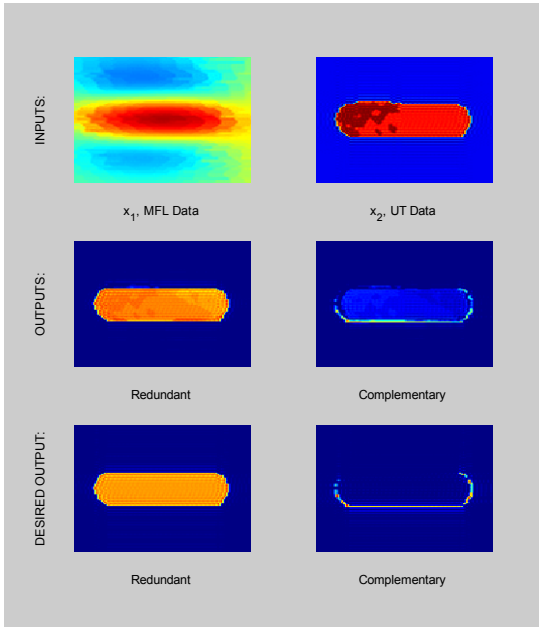 INPUTS:
x1, MFL Data
x2, UT Data
OUTPUTS:
Redundant
Complementary
DESIRED OUTPUT:
Redundant
Complementary